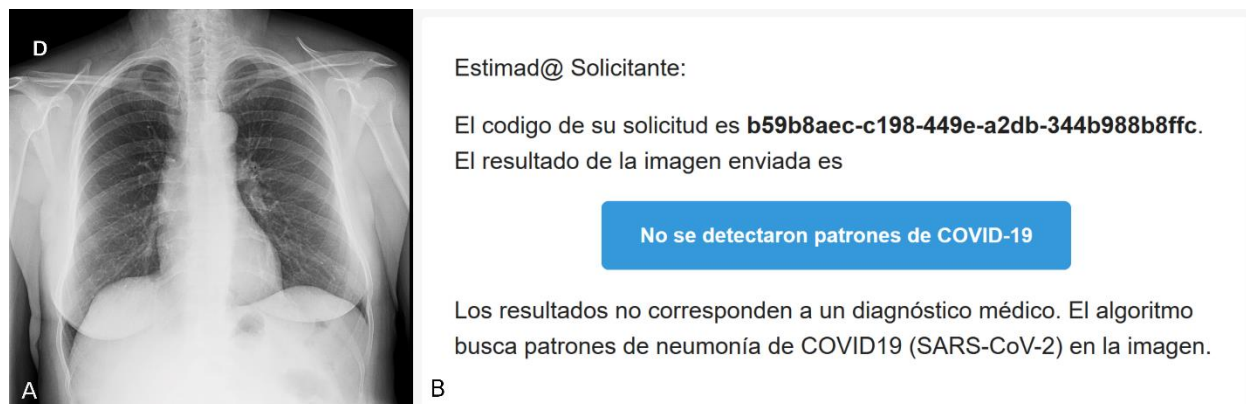 D
A
Estimad@ Solicitante:
El codigo de su solicitud es b59b8aec-c198-449e-a2db-344b988b8ffc.
El resultado de la imagen enviada es
No se detectaron patrones de COVID-19
Los resultados no corresponden a un diagnóstico médico. El algoritmo
busca patrones de neumonía de COVID19 (SARS-CoV-2) en la imagen.
B